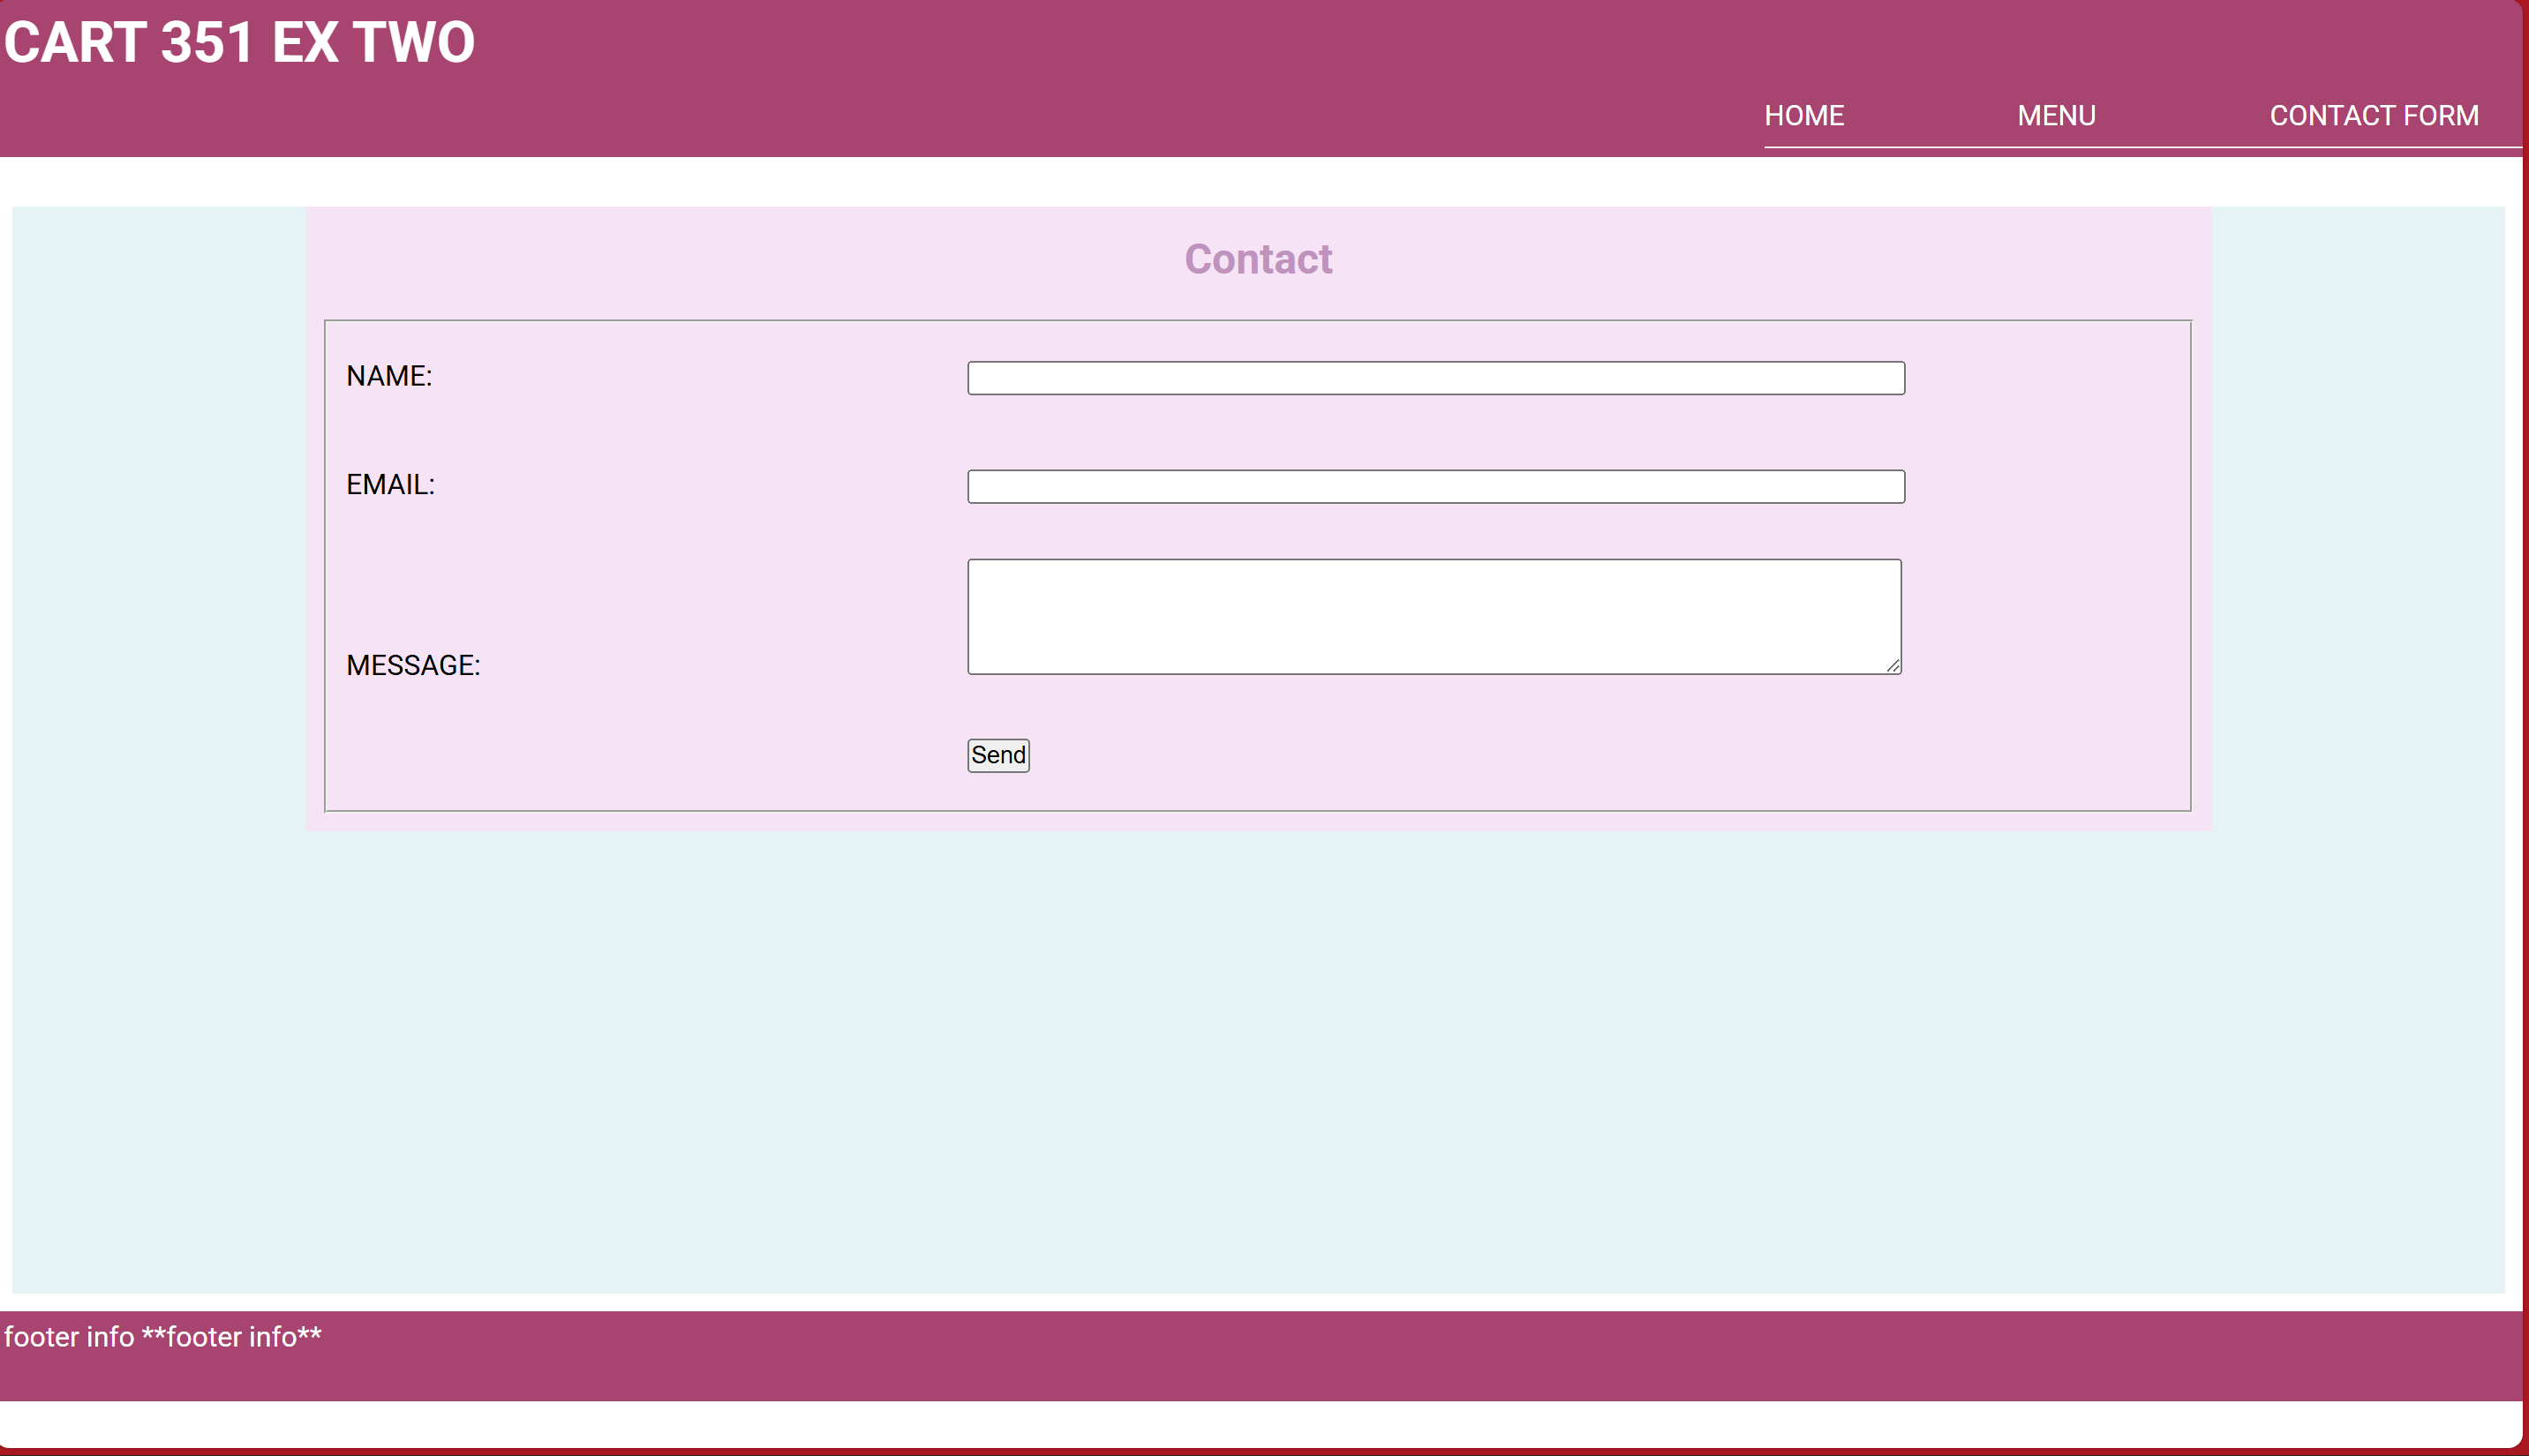 CART 351 EX TWO
HOME MENU CONTACT FORM
Contact
NAME:
EMAIL:
MESSAGE:
Send
footer info **footer info**